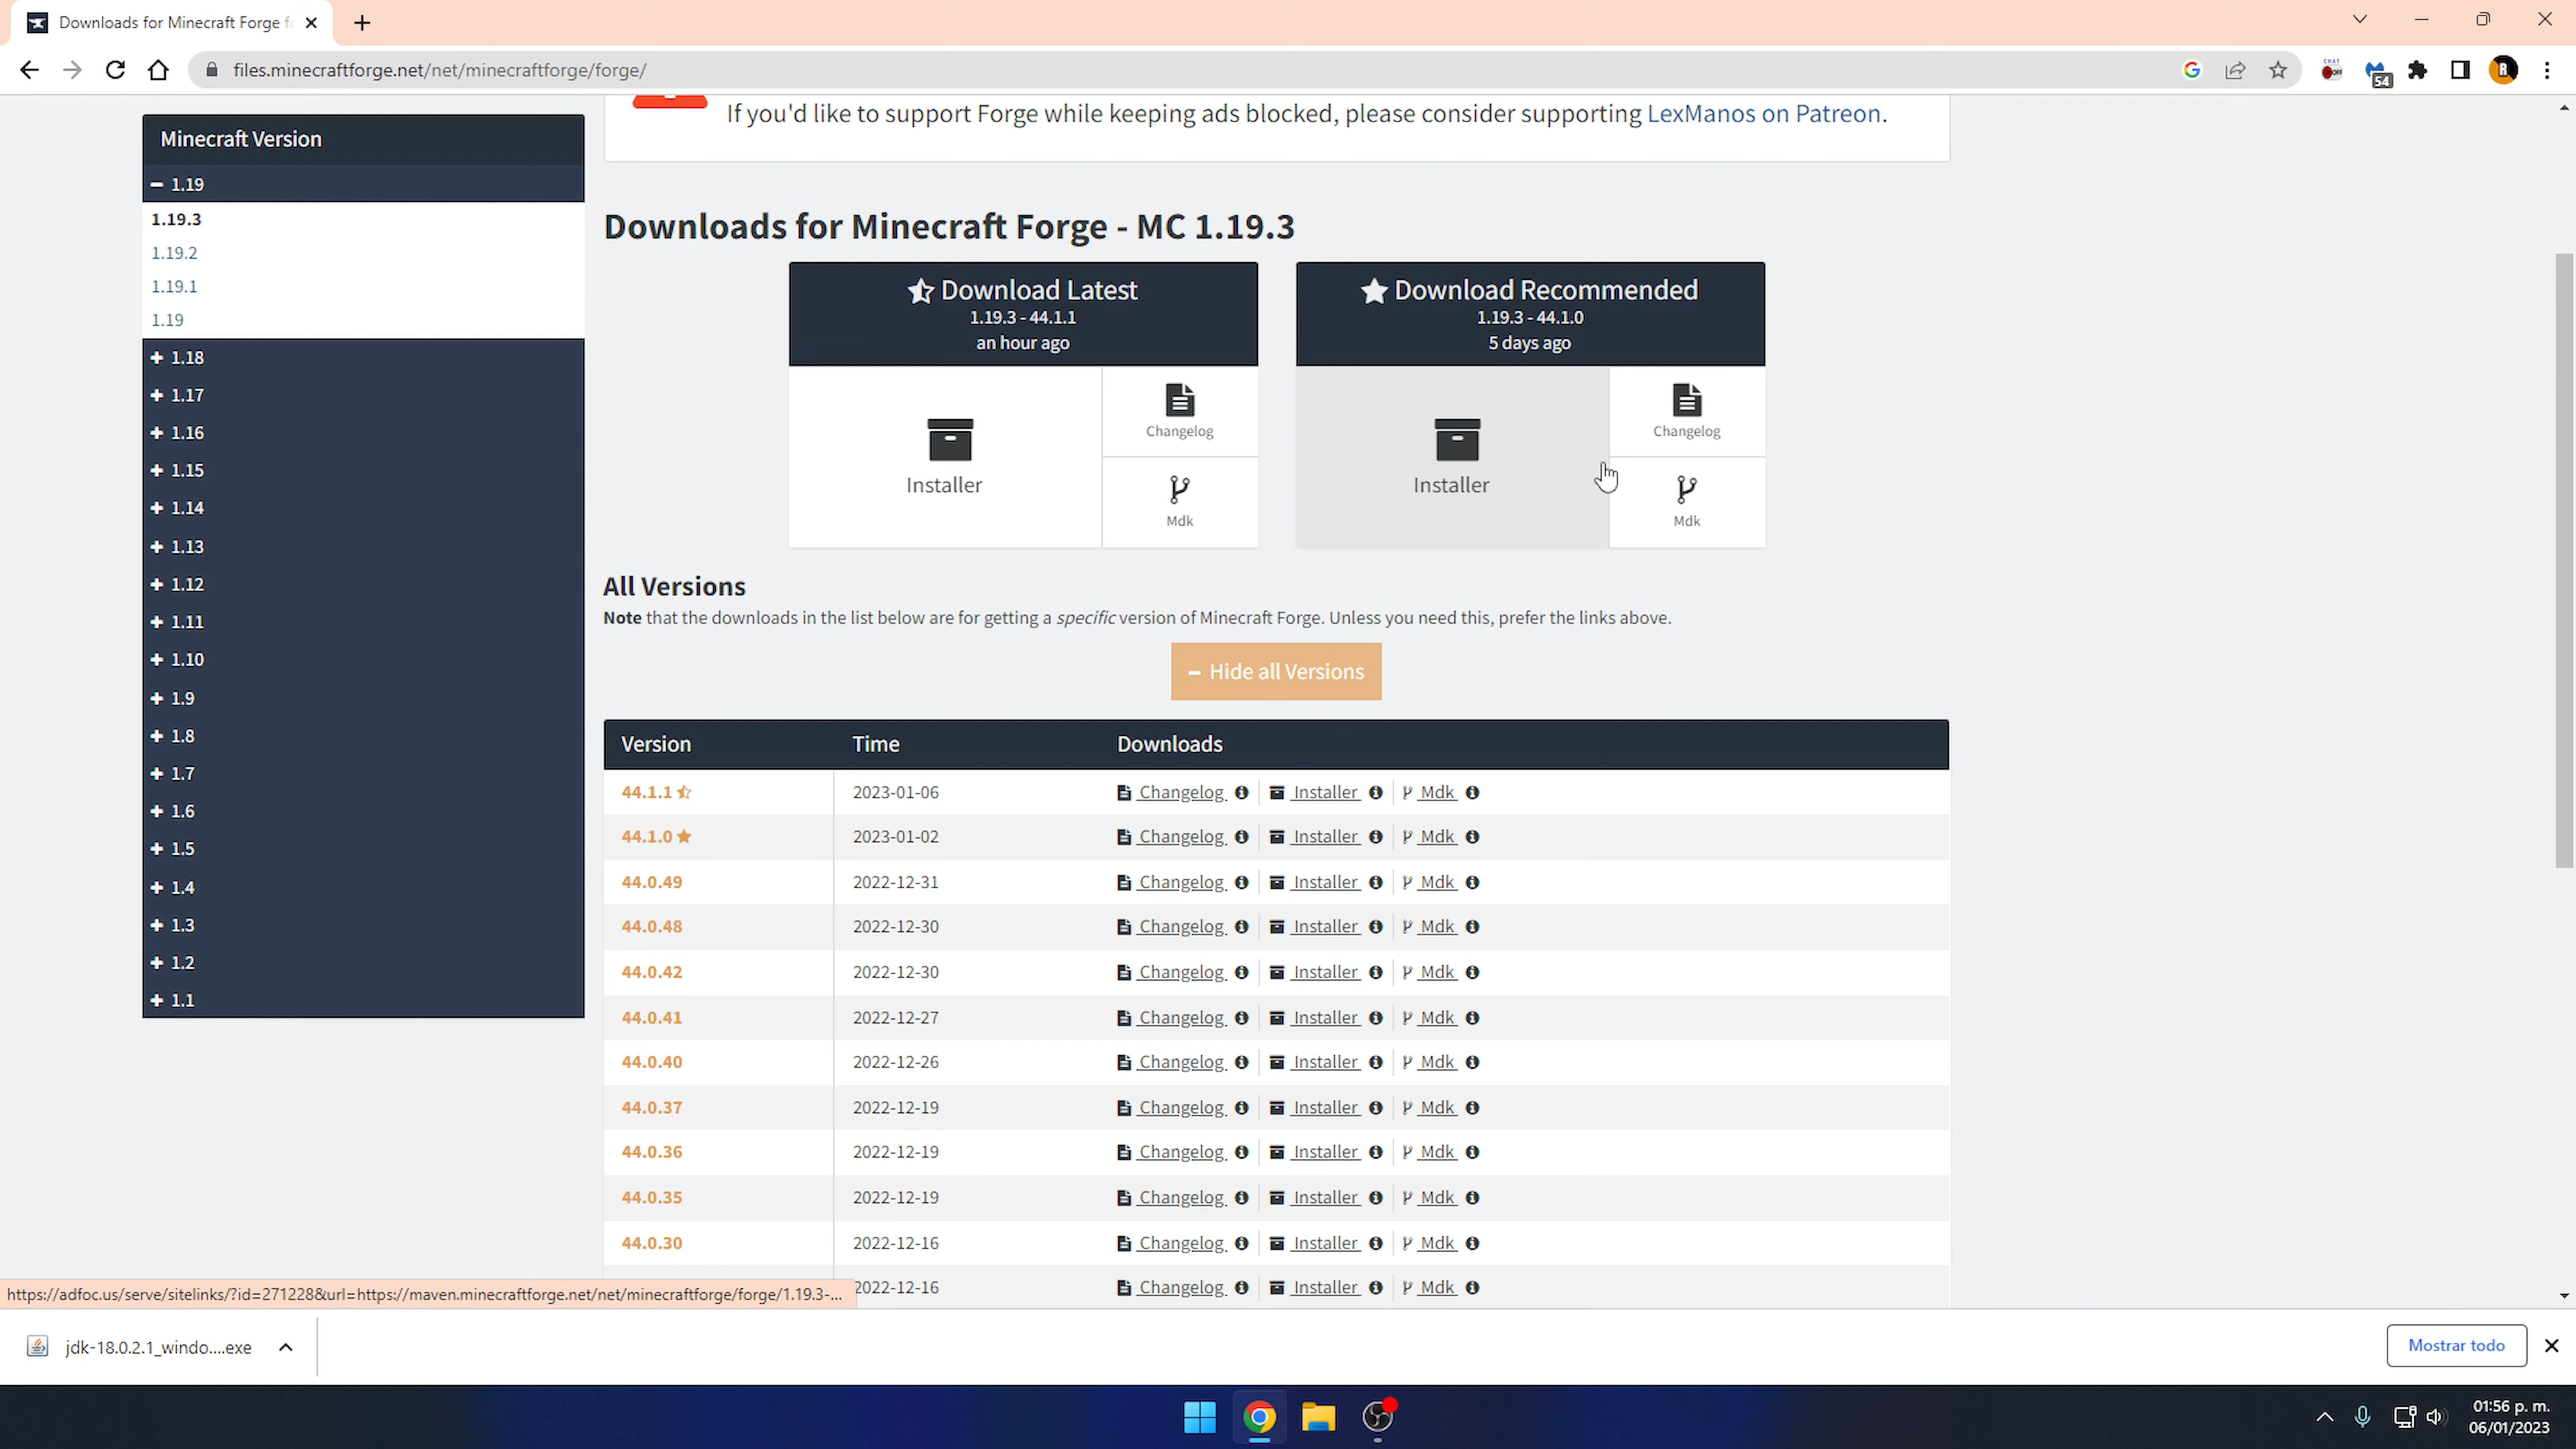 Downloads for Minecraft Forge f
files.minecraftforge.net/net/minecraftforge/forge/
CHAT
OFF
54
R
If you'd like to support Forge while keeping ads blocked, please consider supporting LexManos on Patreon.
Minecraft Version
1.19
1.19.3
1.19.2
1.19.1
1.19
1.18
1.17
1.16
1.15
1.14
1.13
1.12
1.11
1.10
1.9
1.8
1.7
1.6
1.5
1.4
1.3
1.2
1.1
Downloads for Minecraft Forge - MC 1.19.3
Download Latest
1.19.3 - 44.1.1
an hour ago
Installer
Changelog
Mdk
Download Recommended
1.19.3 - 44.1.0
5 days ago
Installer
Changelog
Mdk
All Versions
Note that the downloads in the list below are for getting a specific version of Minecraft Forge. Unless you need this, prefer the links above.
Hide all Versions
Version Time Downloads
44.1.1 2023-01-06 Changelog Installer Mdk
44.1.0 2023-01-02 Changelog Installer Mdk
44.0.49 2022-12-31 Changelog Installer Mdk
44.0.48 2022-12-30 Changelog Installer Mdk
44.0.42 2022-12-30 Changelog Installer Mdk
44.0.41 2022-12-27 Changelog Installer Mdk
44.0.40 2022-12-26 Changelog Installer Mdk
44.0.37 2022-12-19 Changelog Installer Mdk
44.0.36 2022-12-19 Changelog Installer Mdk
44.0.35 2022-12-19 Changelog Installer Mdk
44.0.30 2022-12-16 Changelog Installer Mdk
2022-12-16 Changelog Installer Mdk
https://adfoc.us/serve/sitelinks/?id=271228&url=https://maven.minecraftforge.net/net/minecraftforge/forge/1.19.3-...
jdk-18.0.2.1_windo....exe
Mostrar todo
01:56 p. m.
06/01/2023